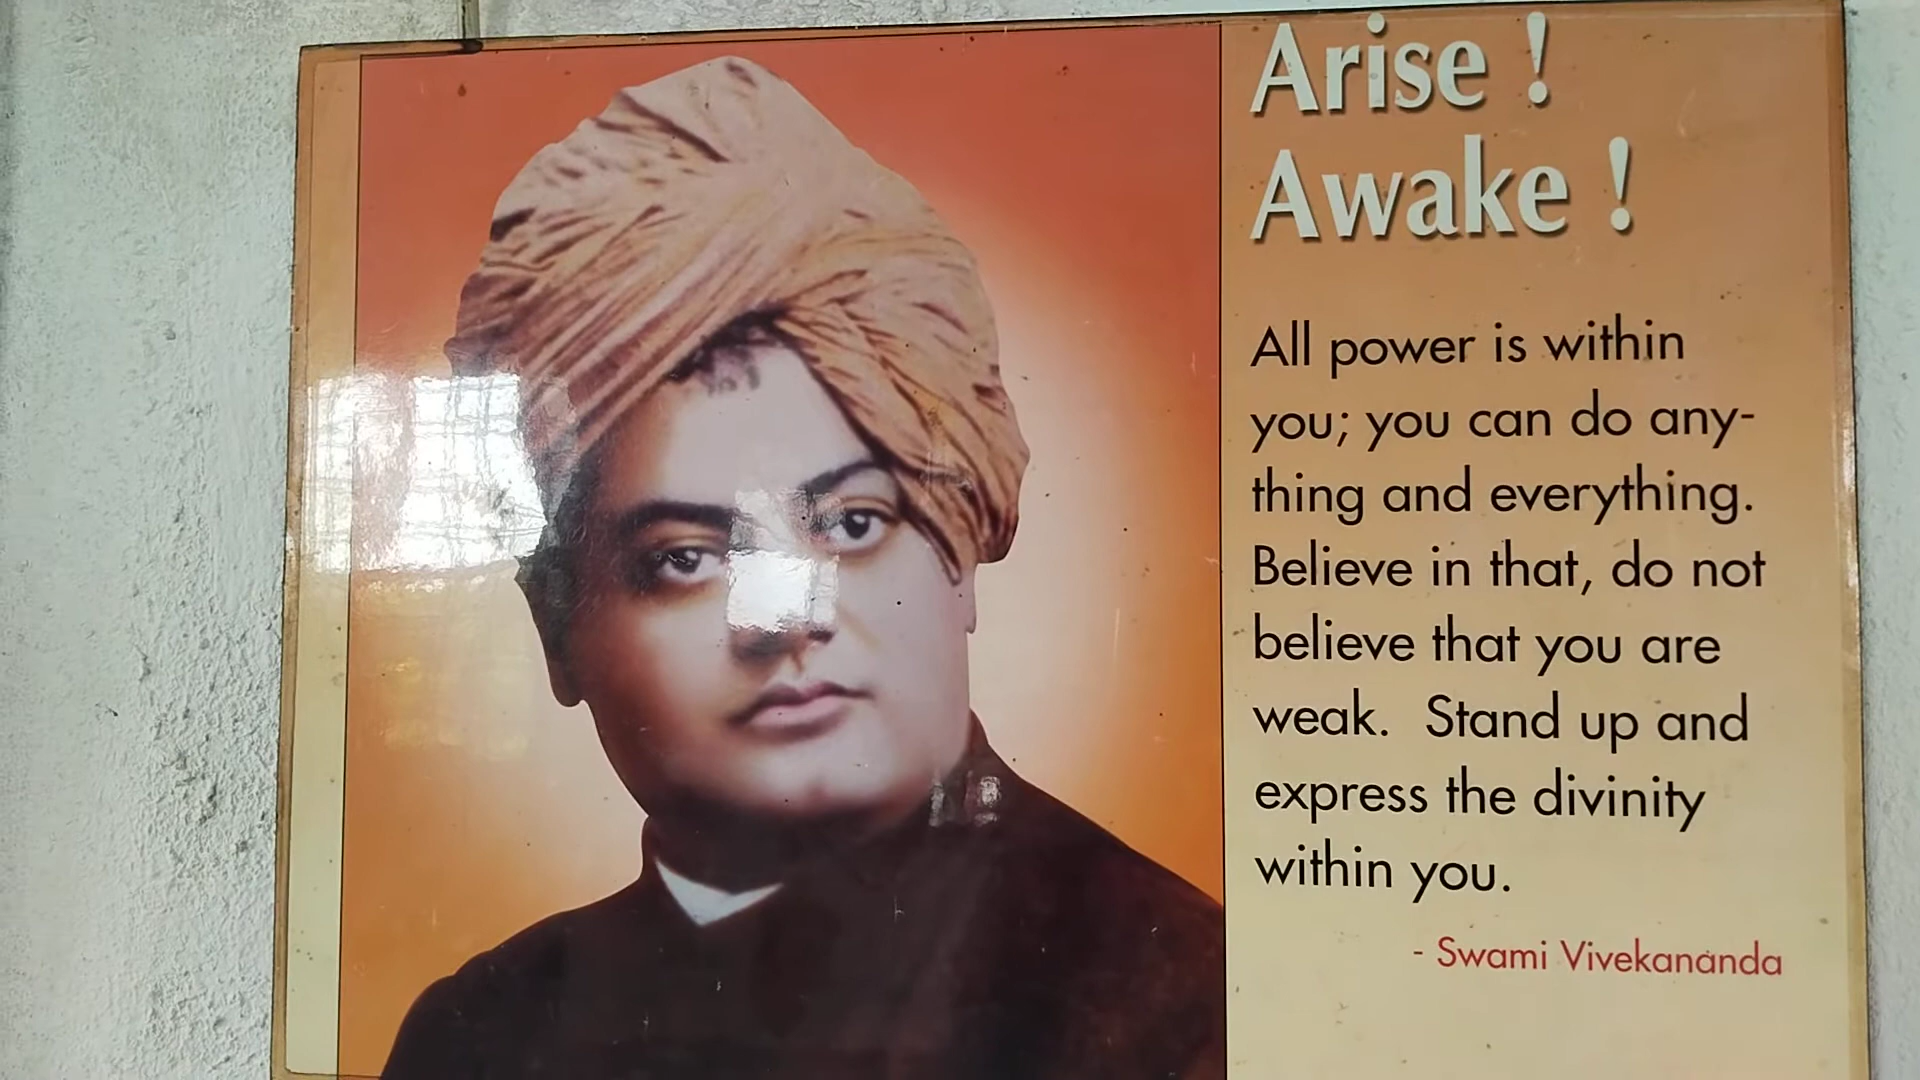 Arise !
Awake !
All power is within
you; you can do any-
thing and everything.
Believe in that, do not
believe that you are
weak.  Stand up and
express the divinity
within you.
- Swami Vivekananda